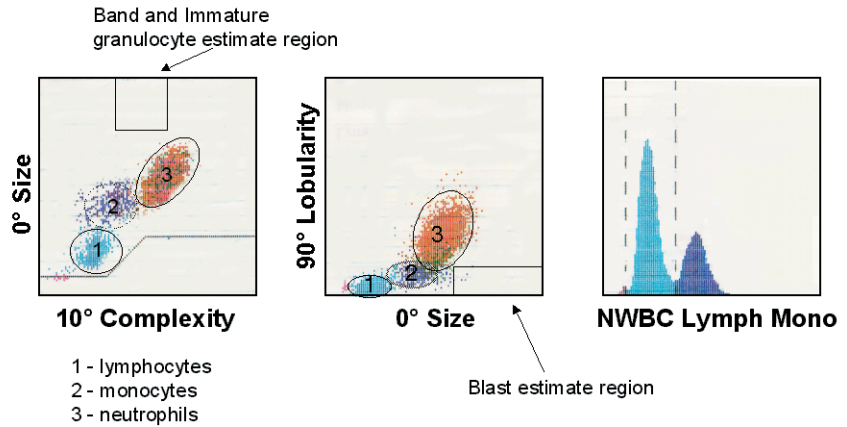 Band and Immature
granulocyte estimate region
0° Size
3
2
1
10° Complexity
90° Lobularity
3
2
1
0° Size
NWBC Lymph Mono
1 - lymphocytes
2 - monocytes
3 - neutrophils
Blast estimate region